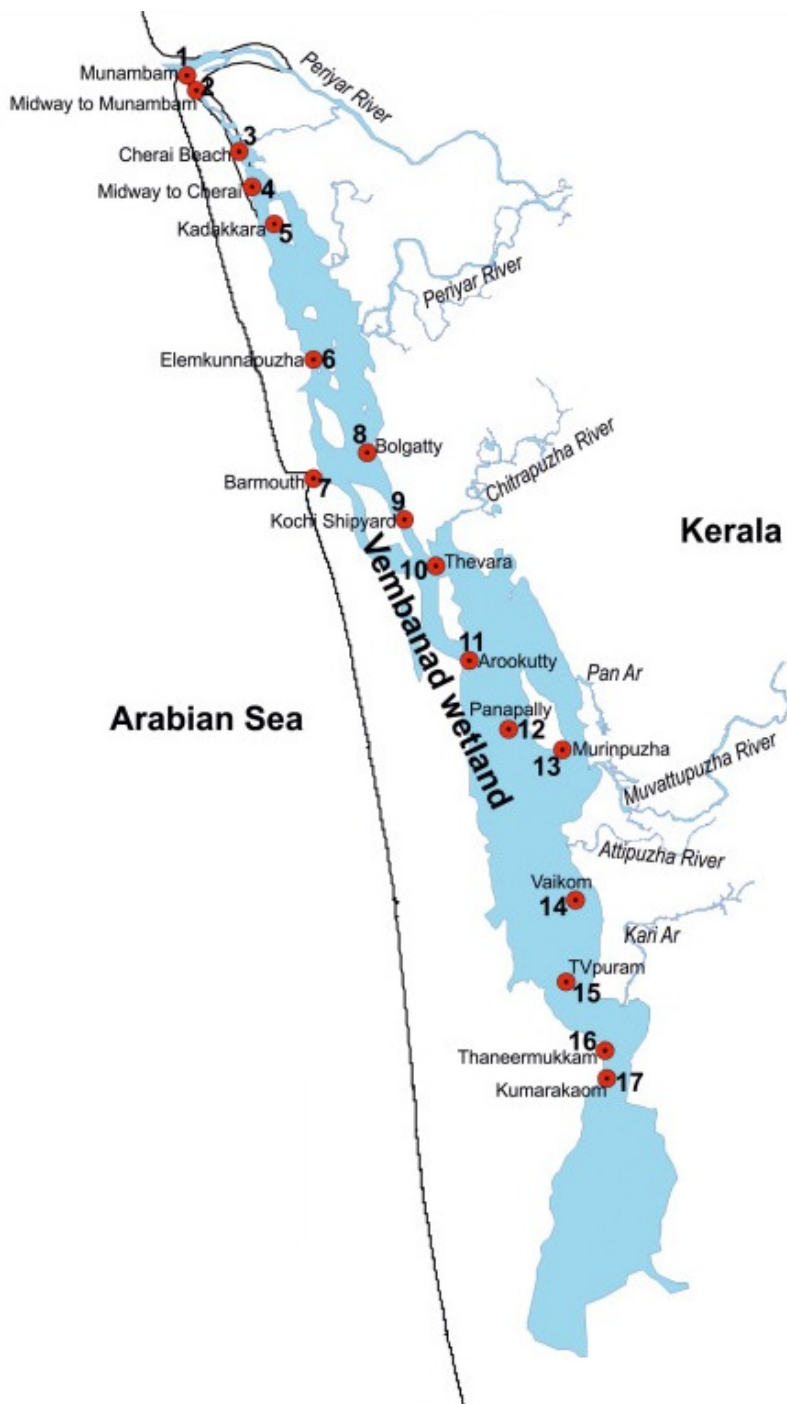 1
Munambam
2
Midway to Munambam
Periyar River
3
Cherai Beach
Midway to Cherai
4
Kadakkara
5
Periyar River
Elemkunnapuzha
6
8
Bolgatty
Barmouth
7
Chitrapuzha River
9
Kochi Shipyard
Kerala
10
Thevara
Vembanad wetland
11
Arookutty
Pan Ar
Arabian Sea
Panapally
12
13
Murinpuzha
Muvattupuzha River
Attipuzha River
Vaikom
14
Kari Ar
TVpuram
15
16
Thaneermukkam
Kumarakaom
17